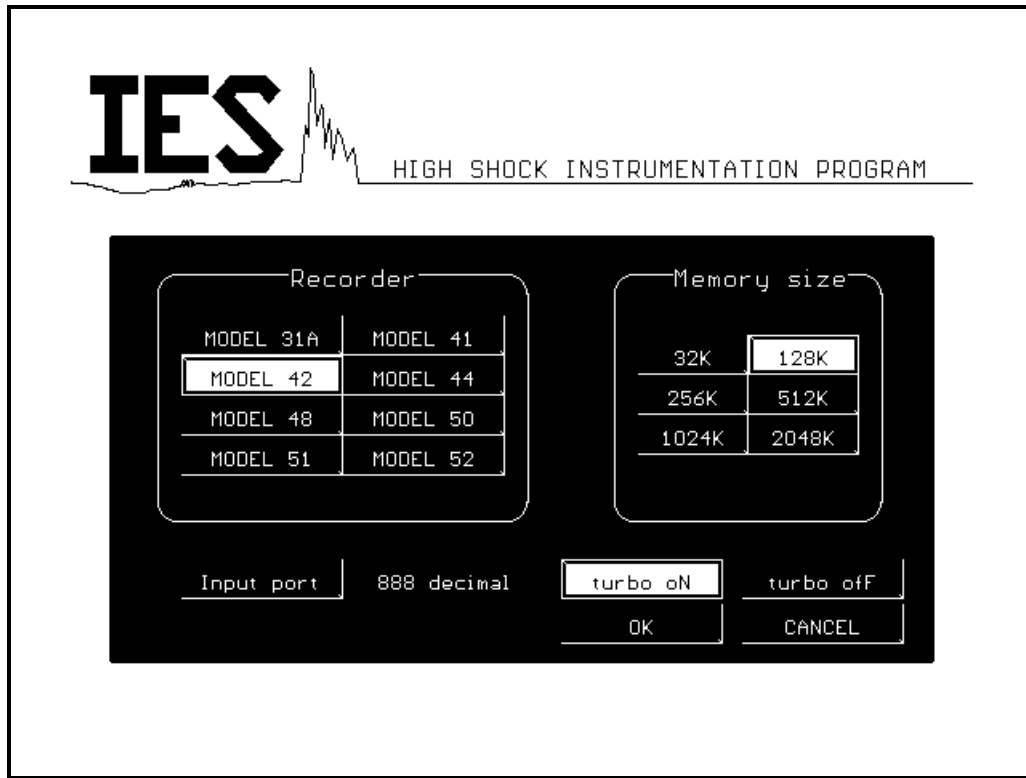 IES
HIGH SHOCK INSTRUMENTATION PROGRAM
Recorder
MODEL 31A MODEL 41
MODEL 42 MODEL 44
MODEL 48 MODEL 50
MODEL 51 MODEL 52
Memory size
32K 128K
256K 512K
1024K 2048K
Input port 888 decimal turbo oN turbo ofF
OK CANCEL